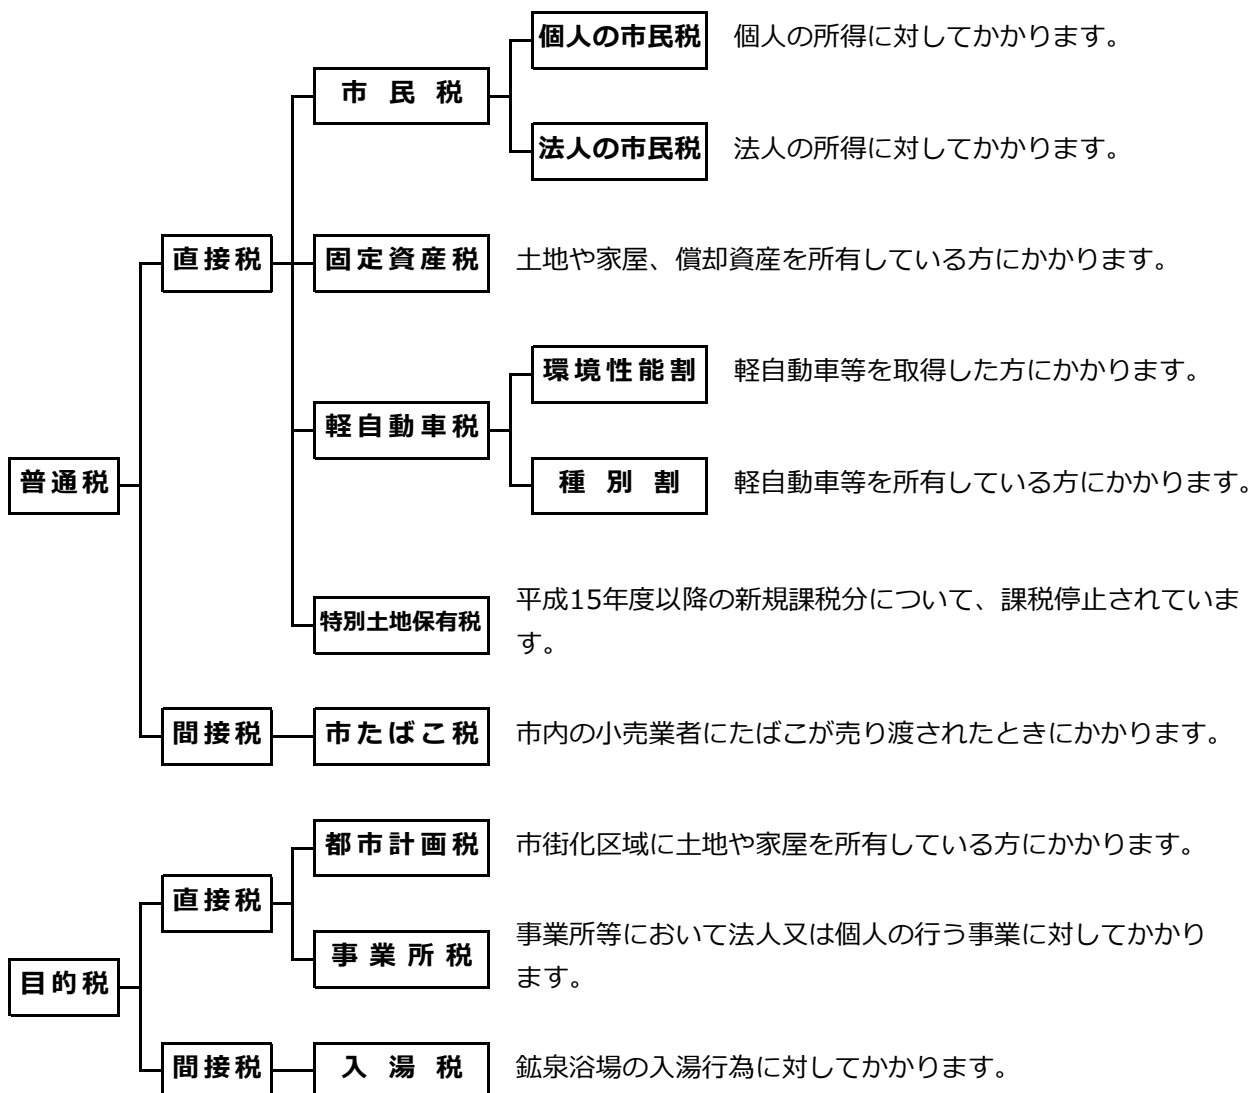 個人の市民税 個人の所得に対してかかります。
市民税
法人の市民税 法人の所得に対してかかります。
直接税 固定資産税 土地や家屋、償却資産を所有している方にかかります。
環境性能割 軽自動車等を取得した方にかかります。
軽自動車税
普通税 種別割 軽自動車等を所有している方にかかります。
特別土地保有税 平成15年度以降の新規課税分について、課税停止されていま
す。
間接税 市たばこ税 市内の小売業者にたばこが売り渡されたときにかかります。
都市計画税 市街化区域に土地や家屋を所有している方にかかります。
直接税
事業所税 事業所等において法人又は個人の行う事業に対してかかり
ます。
目的税
間接税 入湯税 鉱泉浴場の入湯行為に対してかかります。